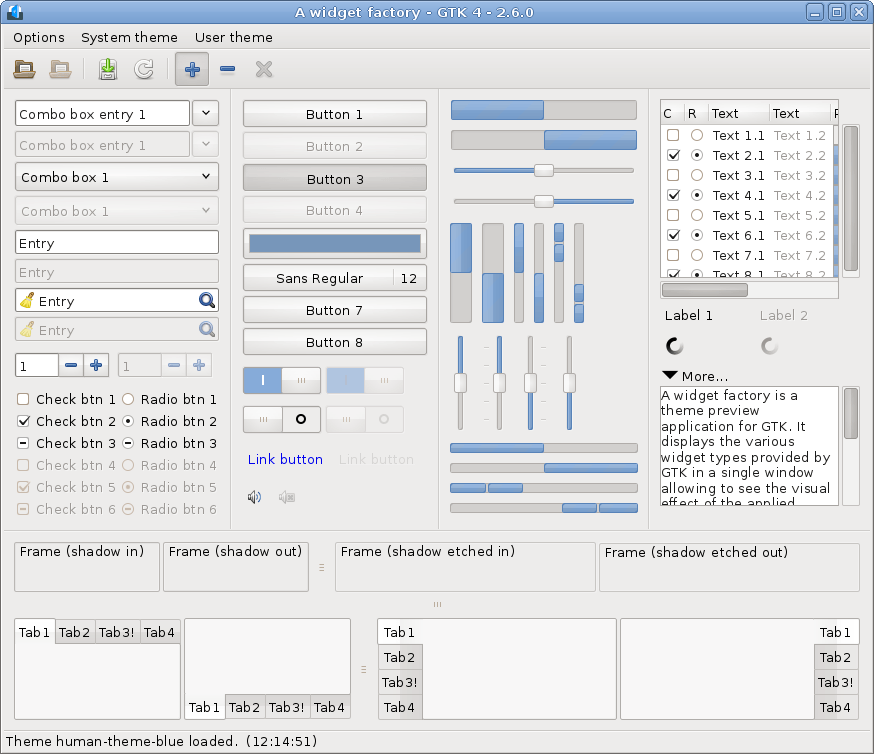 A widget factory - GTK 4 - 2.6.0
Options System theme User theme
Combo box entry 1
Combo box entry 1
Combo box 1
Combo box 1
Entry
Entry
Entry
Entry
1 1
Check btn 1 Radio btn 1
Check btn 2 Radio btn 2
Check btn 3 Radio btn 3
Check btn 4 Radio btn 4
Check btn 5 Radio btn 5
Check btn 6 Radio btn 6
Button 1
Button 2
Button 3
Button 4
Sans Regular 12
Button 7
Button 8
Link button Link button
C R Text Text
Text 1.1 Text 1.2
Text 2.1 Text 2.2
Text 3.1 Text 3.2
Text 4.1 Text 4.2
Text 5.1 Text 5.2
Text 6.1 Text 6.2
Text 7.1 Text 7.2
Text 8.1 Text 8.2
Label 1 Label 2
More...
A widget factory is a
theme preview
application for GTK. It
displays the various
widget types provided by
GTK in a single window
allowing to see the visual
effect of the applied
Frame (shadow in) Frame (shadow out) Frame (shadow etched in) Frame (shadow etched out)
Tab1 Tab2 Tab3! Tab4
Tab1 Tab2 Tab3! Tab4
Tab1
Tab2
Tab3!
Tab4
Tab1
Tab2
Tab3!
Tab4
Theme human-theme-blue loaded. (12:14:51)